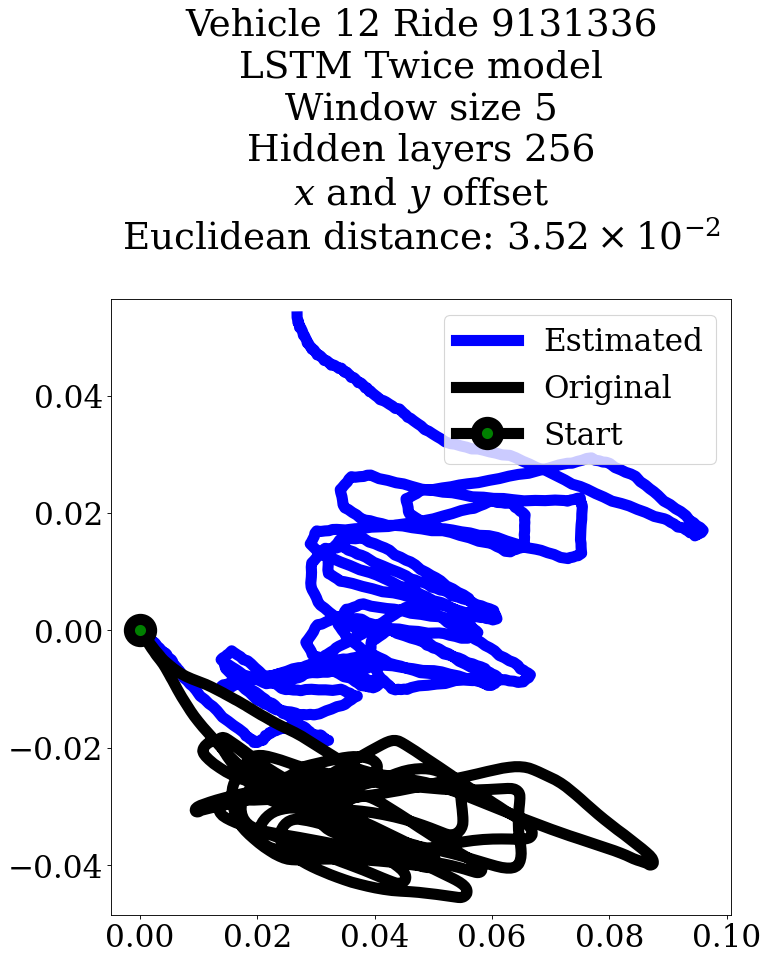 Vehicle 12 Ride 9131336
LSTM Twice model
Window size 5
Hidden layers 256
x and y offset
Euclidean distance: 3.52 × 10⁻²
Estimated
Original
Start
0.04
0.02
0.00
−0.02
−0.04
0.00 0.02 0.04 0.06 0.08 0.10